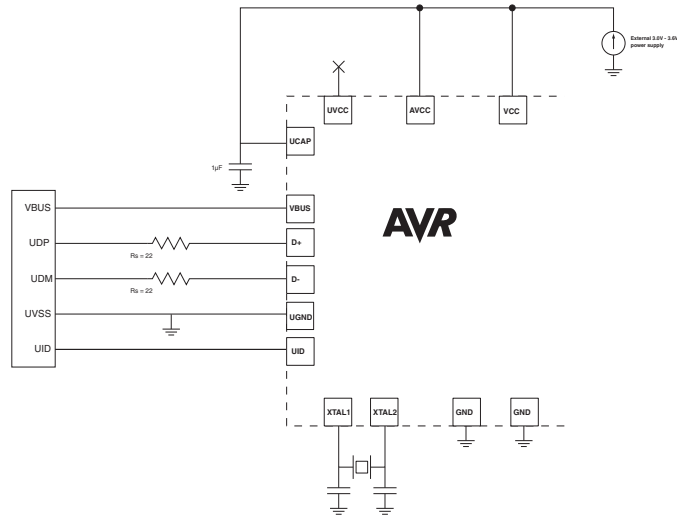 External 3.0V - 3.6V
power supply
UVCC
AVCC
VCC
UCAP
1µF
VBUS
VBUS
UDP
D+
Rs = 22
UDM
D-
Rs = 22
UVSS
UGND
UID
UID
AVR
XTAL1
XTAL2
GND
GND